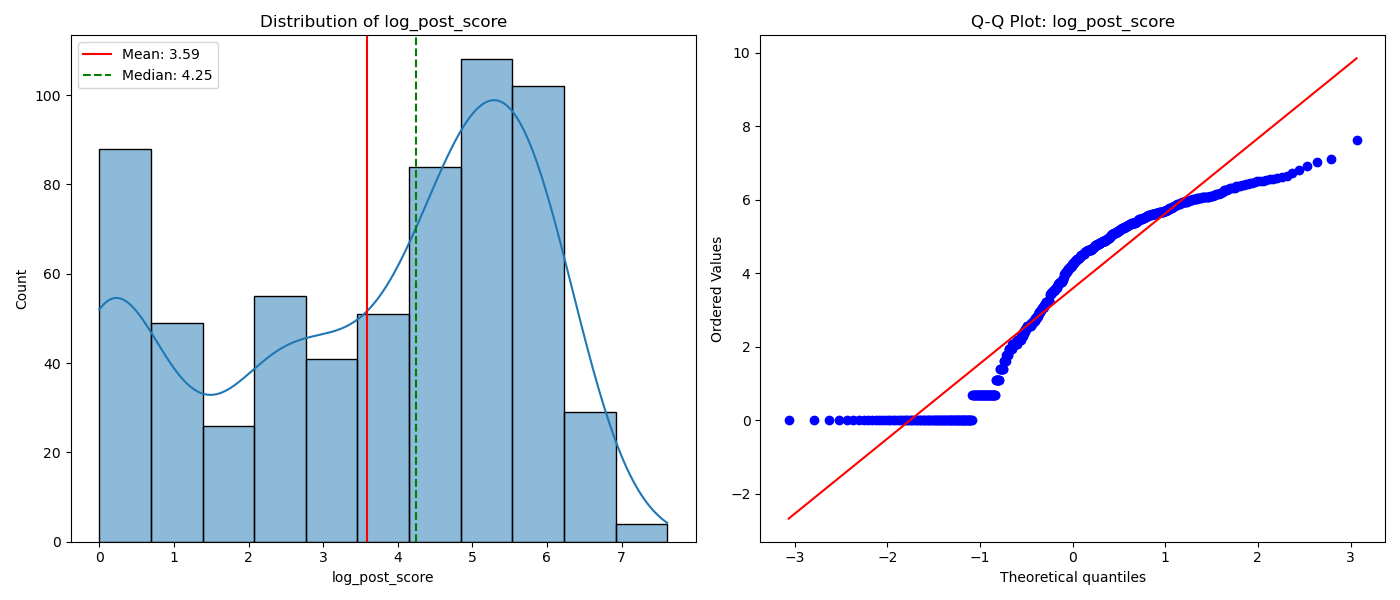 Distribution of log_post_score
Mean: 3.59
Median: 4.25
Count
100
80
60
40
20
0
0 1 2 3 4 5 6 7
log_post_score
Q-Q Plot: log_post_score
Ordered Values
10
8
6
4
2
0
−2
−3 −2 −1 0 1 2 3
Theoretical quantiles